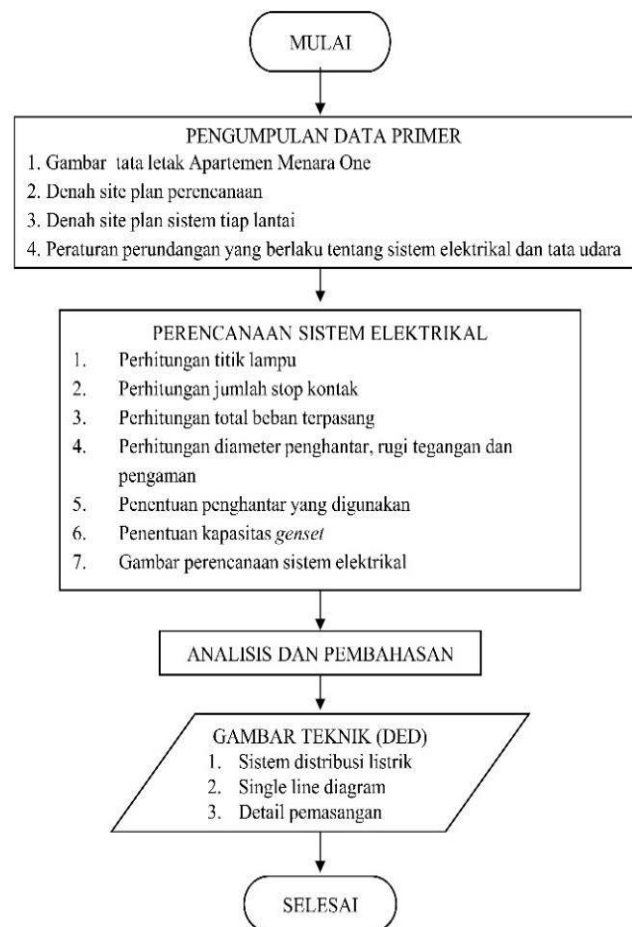 MULAI
PENGUMPULAN DATA PRIMER
1. Gambar tata letak Apartemen Menara One
2. Denah site plan perencanaan
3. Denah site plan sistem tiap lantai
4. Peraturan perundangan yang berlaku tentang sistem elektrikal dan tata udara
PERENCANAAN SISTEM ELEKTRIKAL
1. Perhitungan titik lampu
2. Perhitungan jumlah stop kontak
3. Perhitungan total beban terpasang
4. Perhitungan diameter penghantar, rugi tegangan dan
pengaman
5. Penentuan penghantar yang digunakan
6. Penentuan kapasitas genset
7. Gambar perencanaan sistem elektrikal
ANALISIS DAN PEMBAHASAN
GAMBAR TEKNIK (DED)
1. Sistem distribusi listrik
2. Single line diagram
3. Detail pemasangan
SELESAI